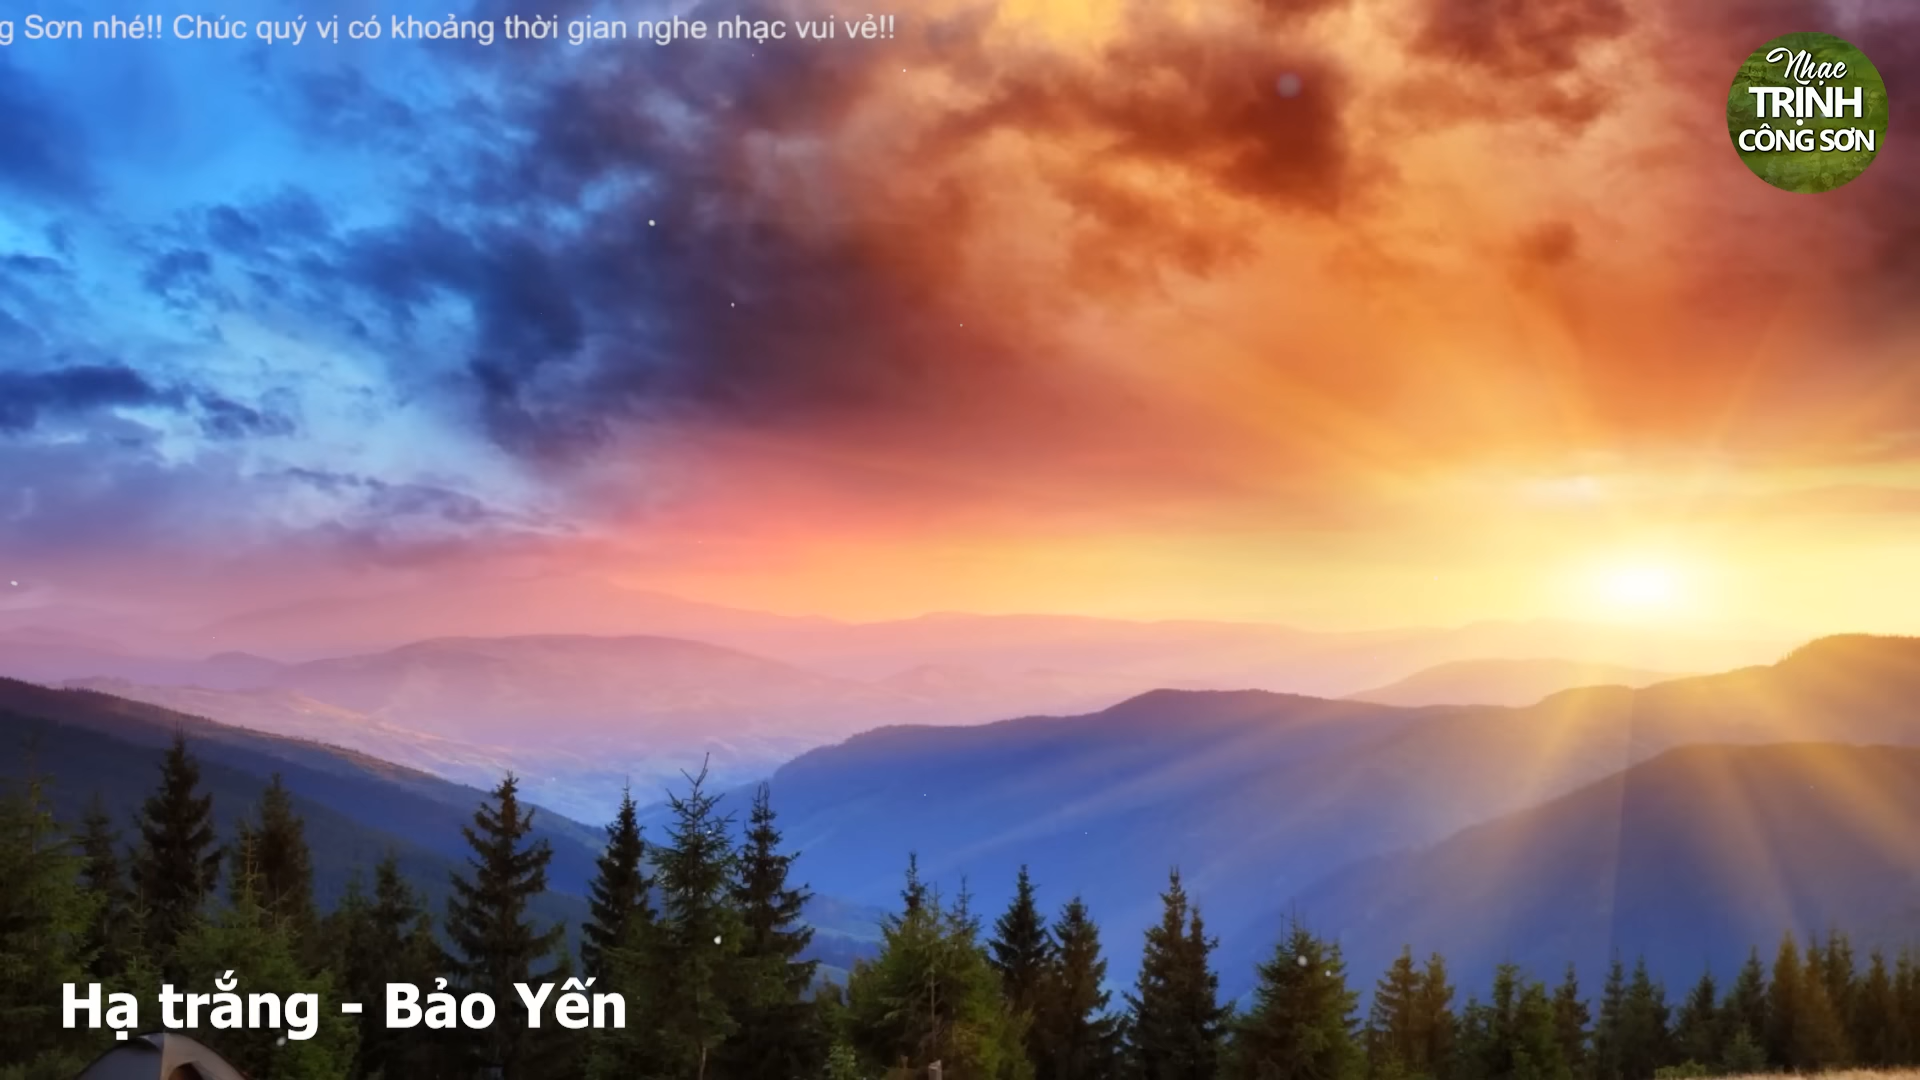 g Sơn nhé!! Chúc quý vị có khoảng thời gian nghe nhạc vui vẻ!!
Nhạc
TRỊNH
CÔNG SƠN
Hạ trắng - Bảo Yến